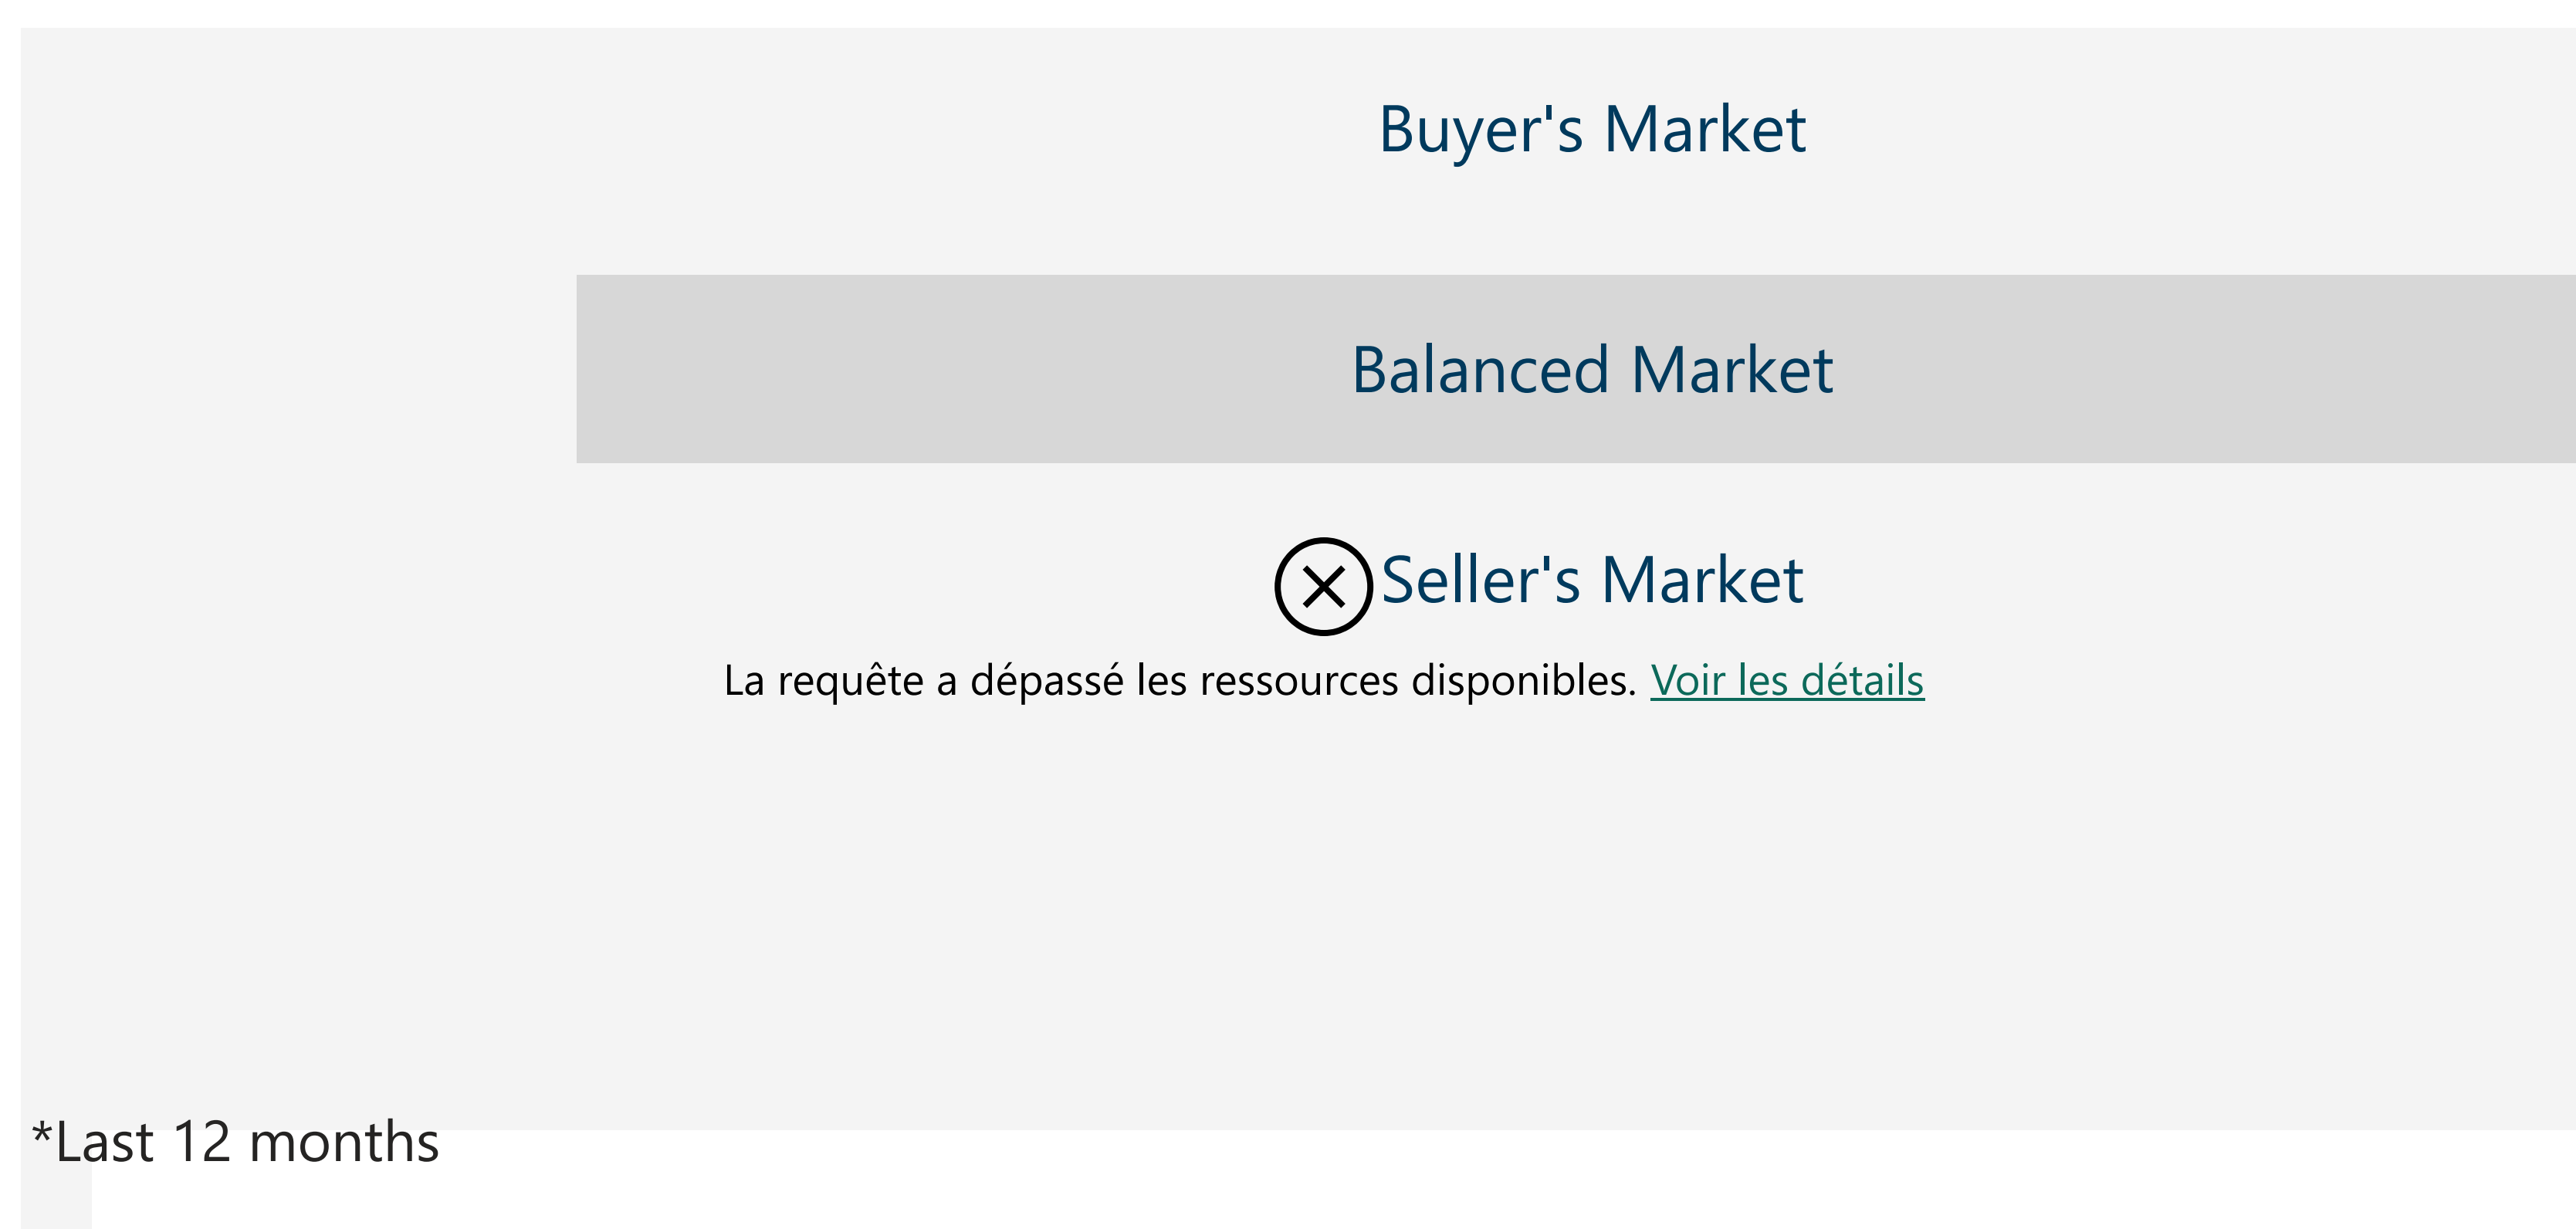 Buyer's Market
Balanced Market
Seller's Market
La requête a dépassé les ressources disponibles. Voir les détails
*Last 12 months